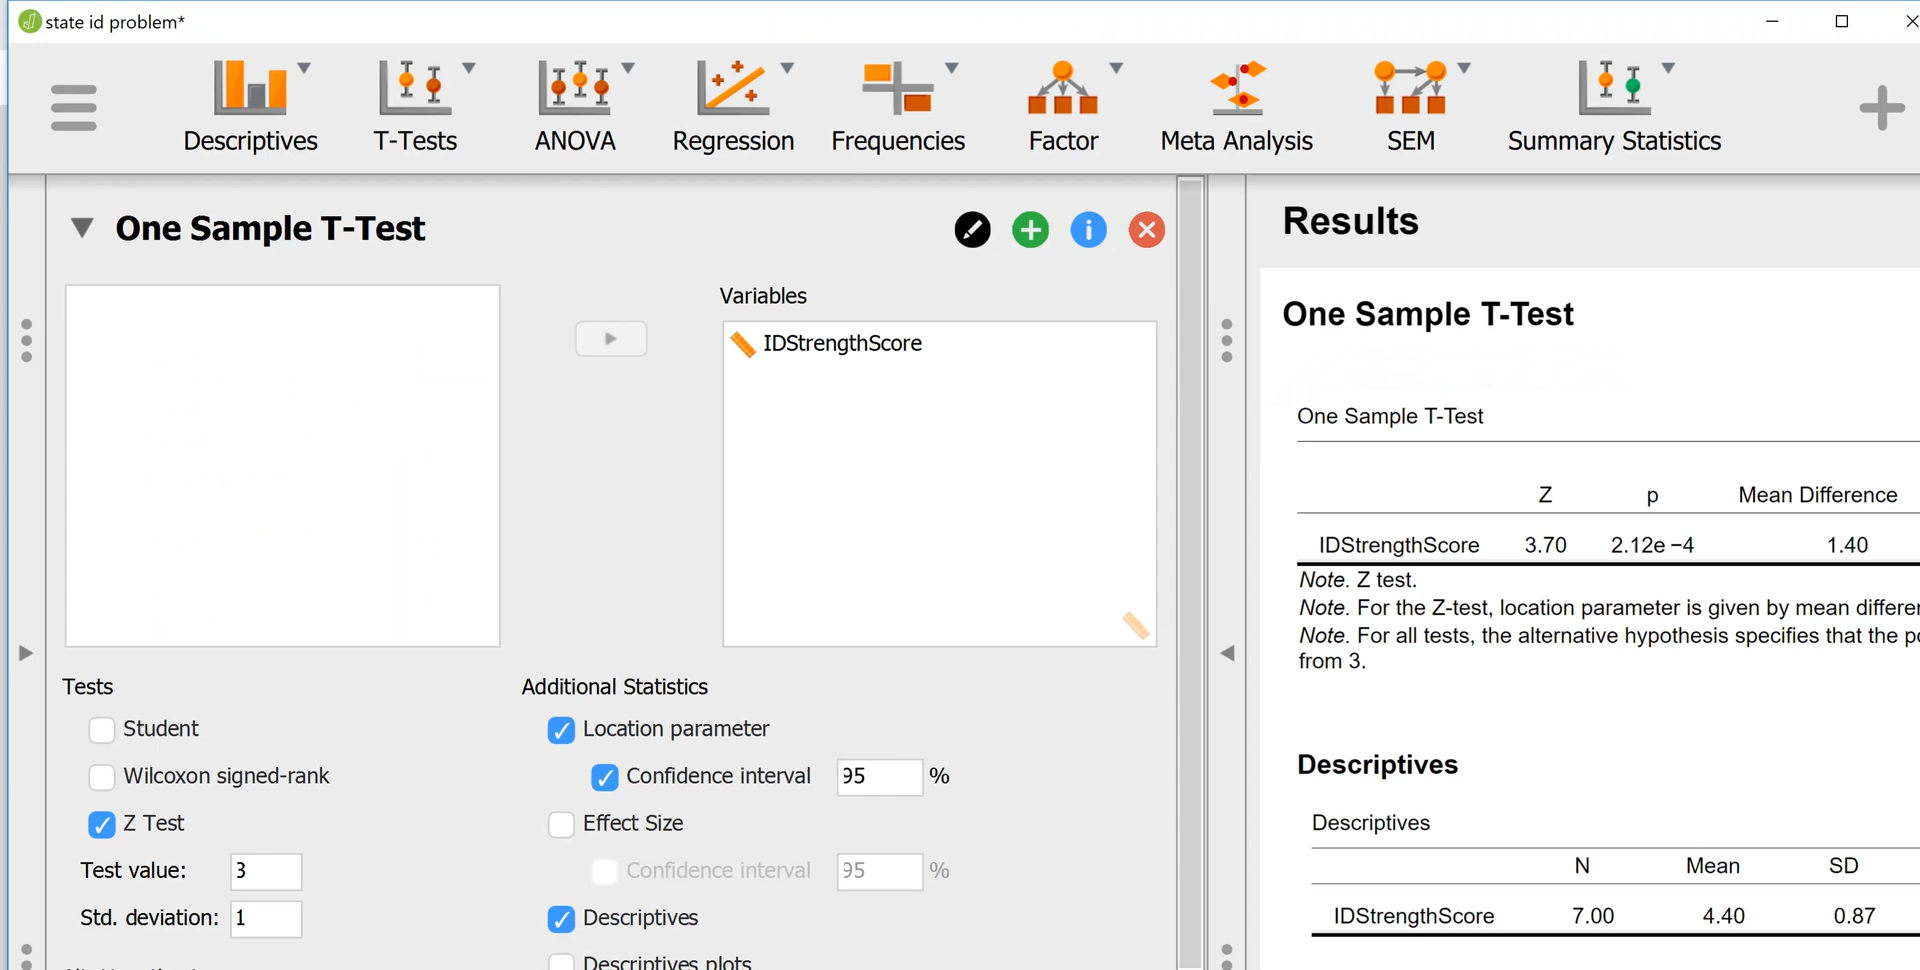 state id problem*
Descriptives
T-Tests
ANOVA
Regression
Frequencies
Factor
Meta Analysis
SEM
Summary Statistics
One Sample T-Test
Variables
IDStrengthScore
Tests
Student
Wilcoxon signed-rank
Z Test
Test value: 3
Std. deviation: 1
Additional Statistics
Location parameter
Confidence interval 95 %
Effect Size
Confidence interval 95 %
Descriptives
Descriptives plots
Results
One Sample T-Test
One Sample T-Test
Z p Mean Difference
IDStrengthScore 3.70 2.12e −4 1.40
Note. Z test.
Note. For the Z-test, location parameter is given by mean
Note. For all tests, the alternative hypothesis specifies that the
from 3.
Descriptives
Descriptives
N Mean SD
IDStrengthScore 7.00 4.40 0.87